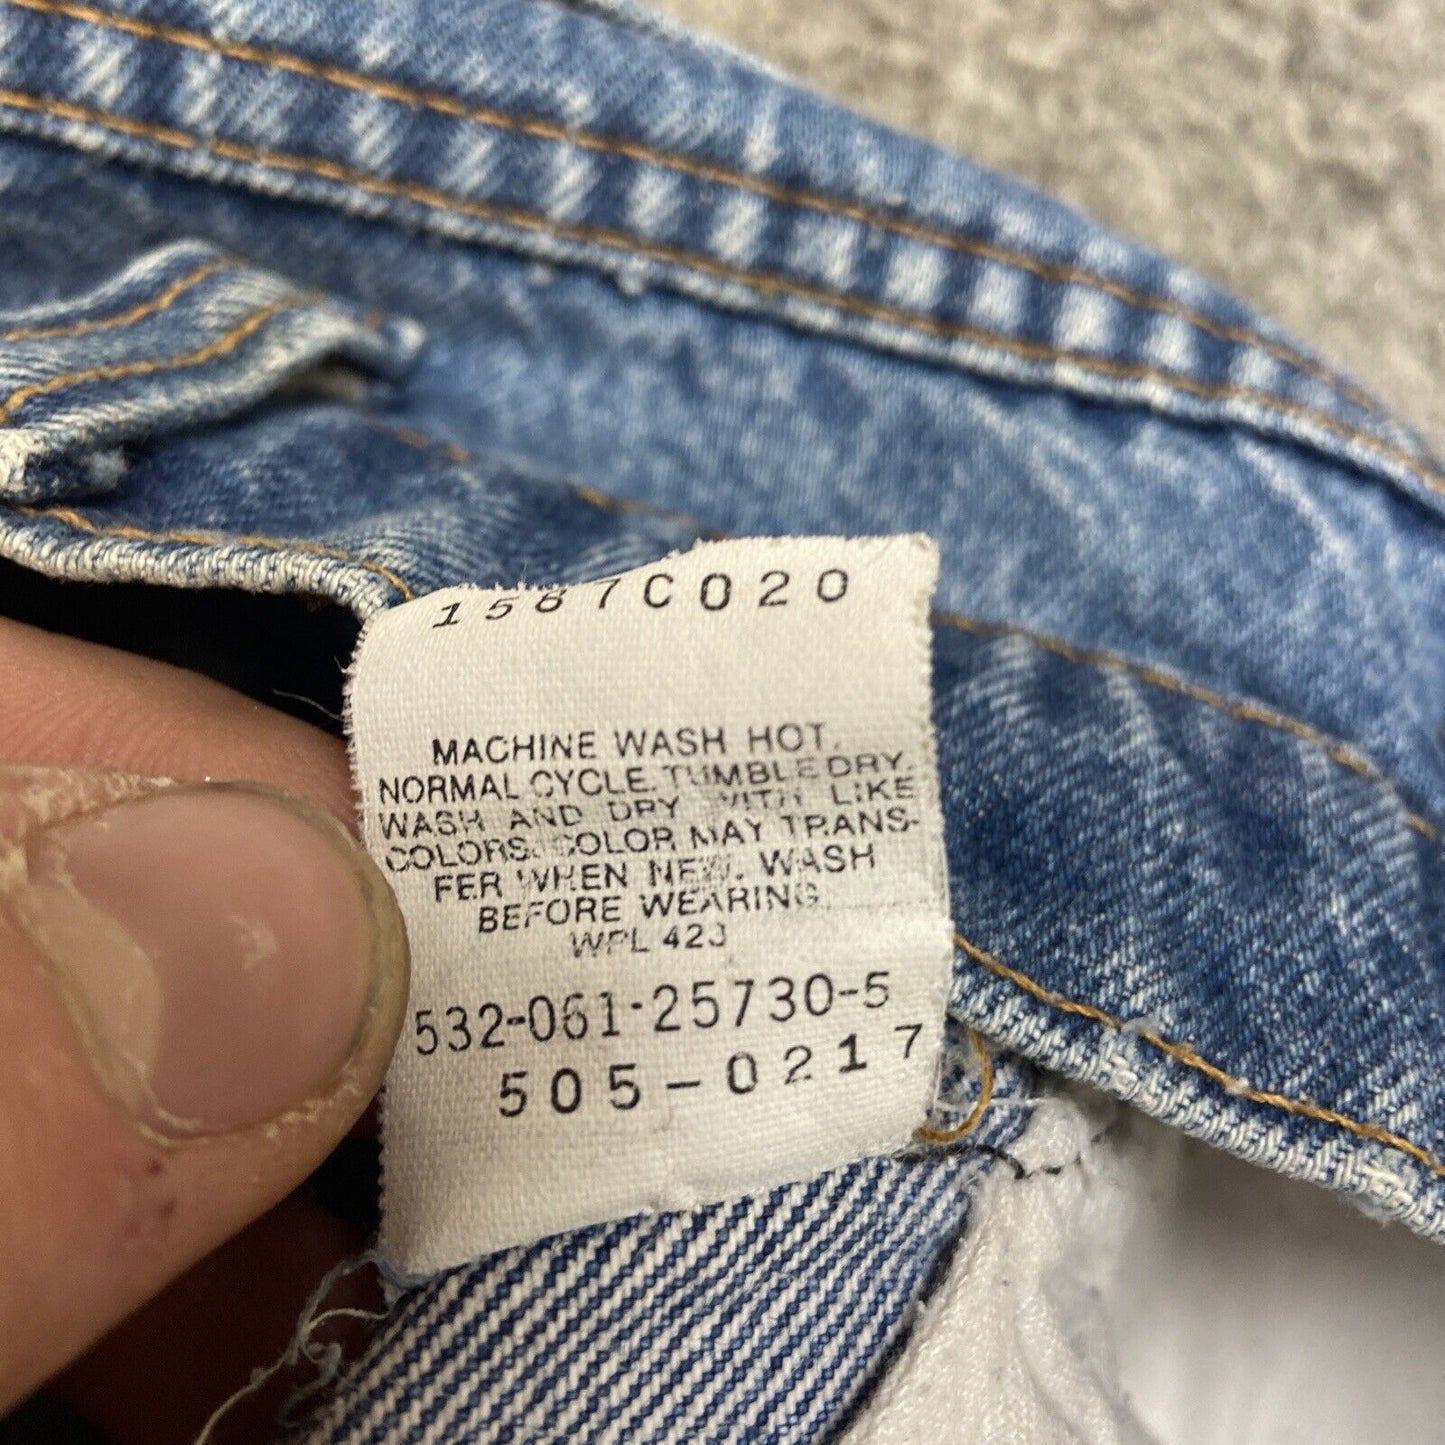 1587C020
MACHINE WASH HOT,
NORMAL CYCLE. TUMBLE DRY.
WASH AND DRY WITH LIKE
COLORS. COLOR MAY TRANS-
FER WHEN NEW. WASH
BEFORE WEARING.
WPL 423
532-061-25730-5
505-0217